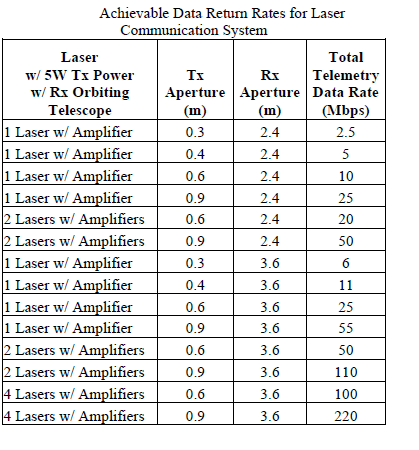 Achievable Data Return Rates for Laser
Communication System
Laser w/ 5W Tx Power w/ Rx Orbiting Telescope | Tx Aperture (m) | Rx Aperture (m) | Total Telemetry Data Rate (Mbps)
1 Laser w/ Amplifier | 0.3 | 2.4 | 2.5
1 Laser w/ Amplifier | 0.4 | 2.4 | 5
1 Laser w/ Amplifier | 0.6 | 2.4 | 10
1 Laser w/ Amplifier | 0.9 | 2.4 | 25
2 Lasers w/ Amplifiers | 0.6 | 2.4 | 20
2 Lasers w/ Amplifiers | 0.9 | 2.4 | 50
1 Laser w/ Amplifier | 0.3 | 3.6 | 6
1 Laser w/ Amplifier | 0.4 | 3.6 | 11
1 Laser w/ Amplifier | 0.6 | 3.6 | 25
1 Laser w/ Amplifier | 0.9 | 3.6 | 55
2 Lasers w/ Amplifiers | 0.6 | 3.6 | 50
2 Lasers w/ Amplifiers | 0.9 | 3.6 | 110
4 Lasers w/ Amplifiers | 0.6 | 3.6 | 100
4 Lasers w/ Amplifiers | 0.9 | 3.6 | 220